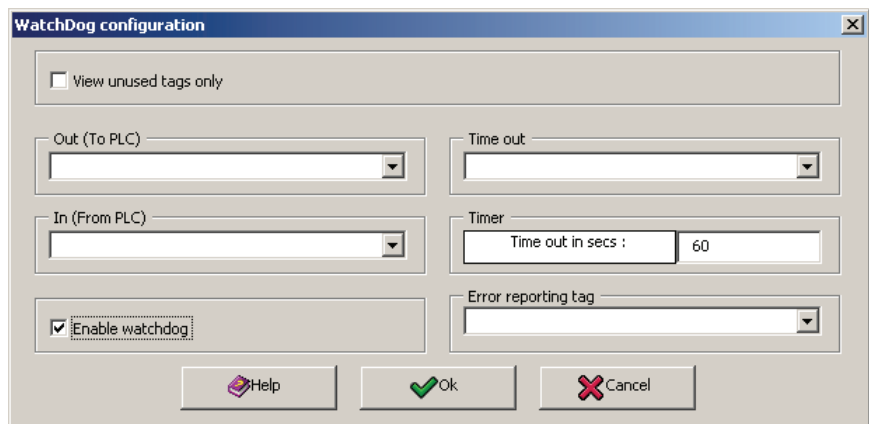 WatchDog configuration
View unused tags only
Out (To PLC)
Time out
In (From PLC)
Timer
Time out in secs :
60
Enable watchdog
Error reporting tag
Help
Ok
Cancel